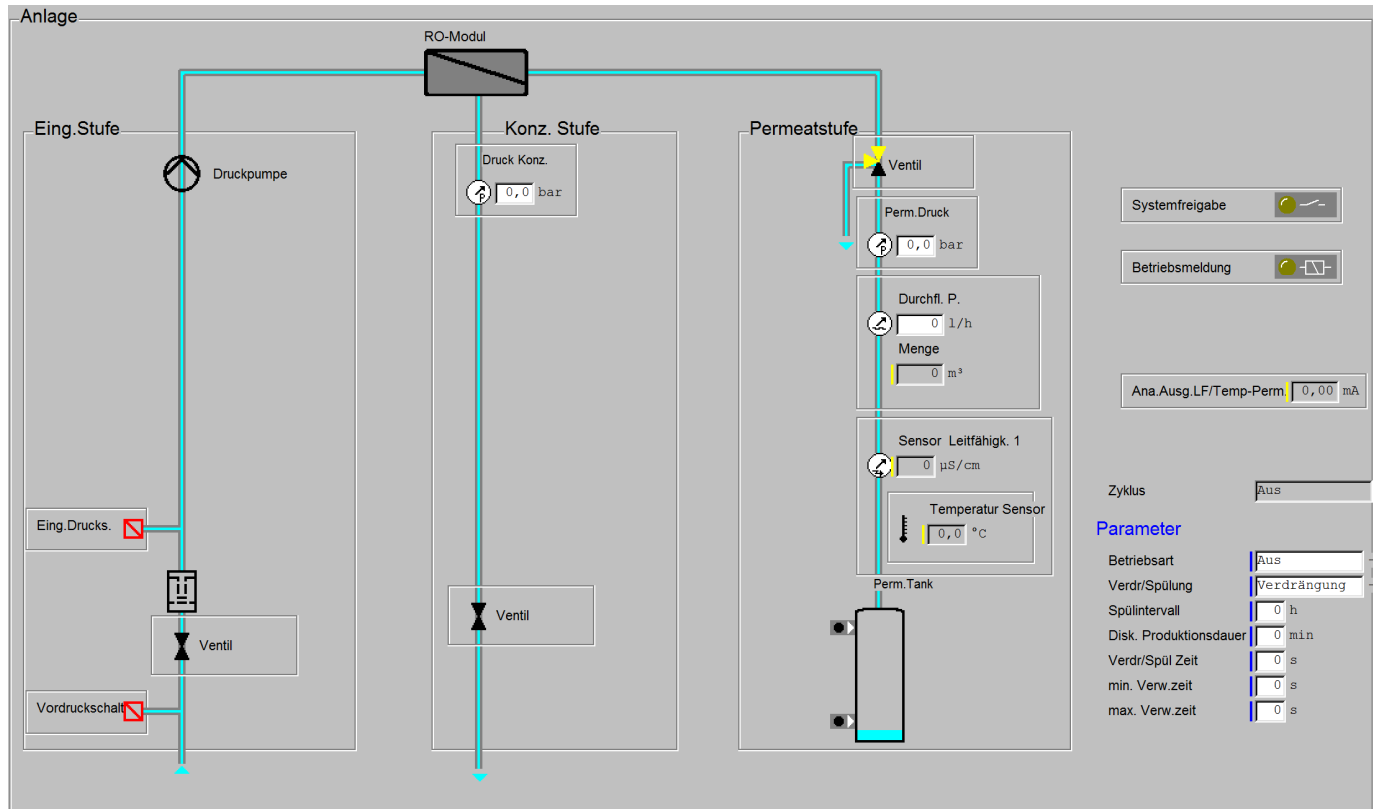 Anlage
RO-Modul
Eing.Stufe
Druckpumpe
Eing.Drucks.
Ventil
Vordruckschalt
Konz. Stufe
Druck Konz.
P
0,0 bar
Ventil
Permeatstufe
Ventil
Perm.Druck
P
0,0 bar
Durchfl. P.
0 l/h
Menge
0 m³
Sensor Leitfähigk. 1
0 µS/cm
Temperatur Sensor
0,0 °C
Perm.Tank
Systemfreigabe
Betriebsmeldung
Ana.Ausg.LF/Temp-Perm. 0,00 mA
Zyklus Aus
Parameter
Betriebsart Aus
Verdr/Spülung Verdrängung
Spülintervall 0 h
Disk. Produktionsdauer 0 min
Verdr/Spül Zeit 0 s
min. Verw.zeit 0 s
max. Verw.zeit 0 s